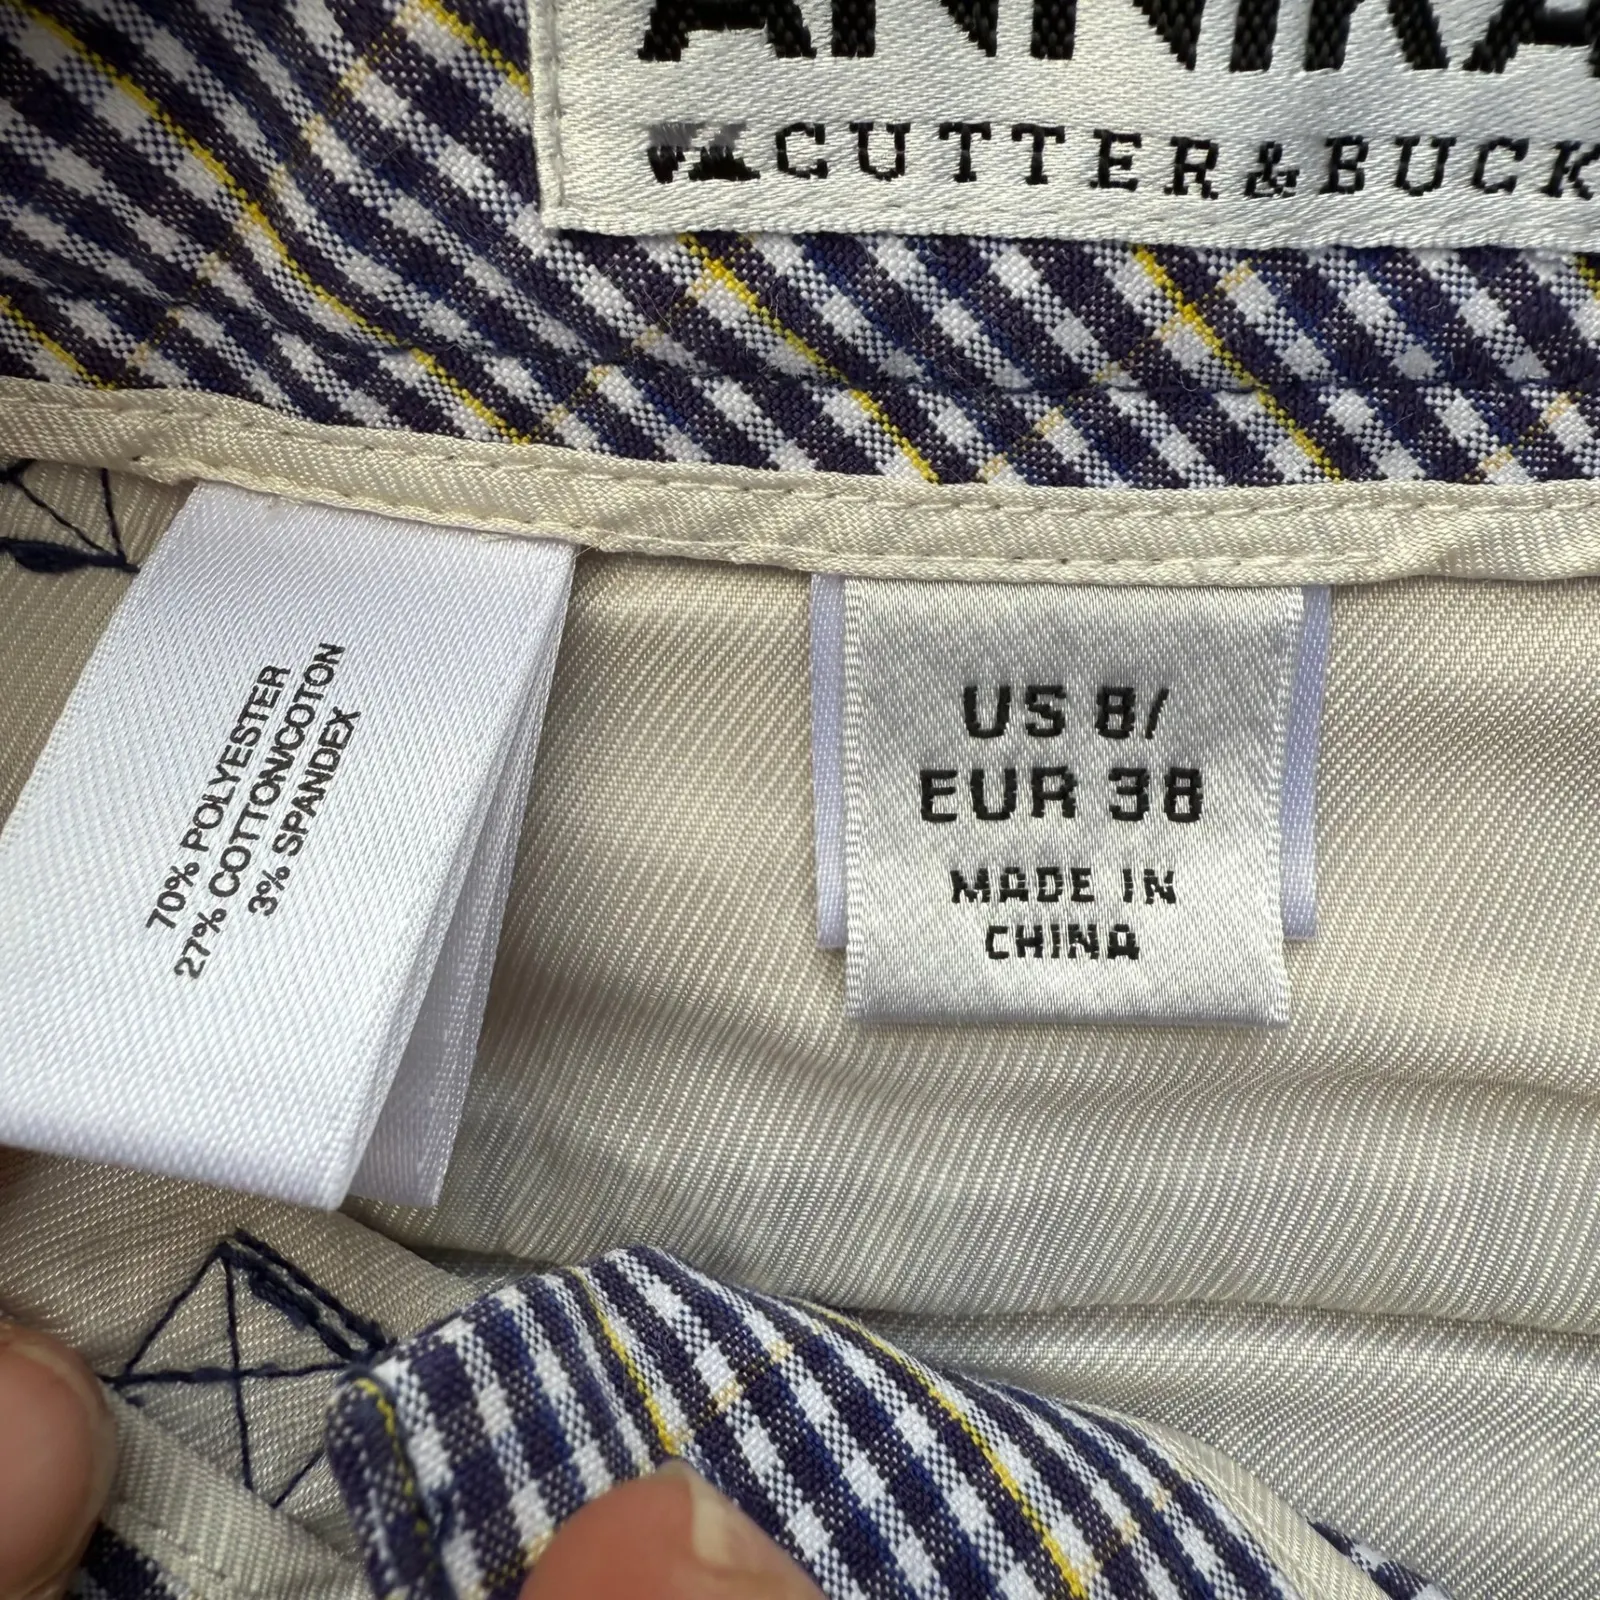 ANNIKA
CUTTER & BUCK
70% POLYESTER
27% COTTON/COTON
3% SPANDEX
US 8/
EUR 38
MADE IN
CHINA